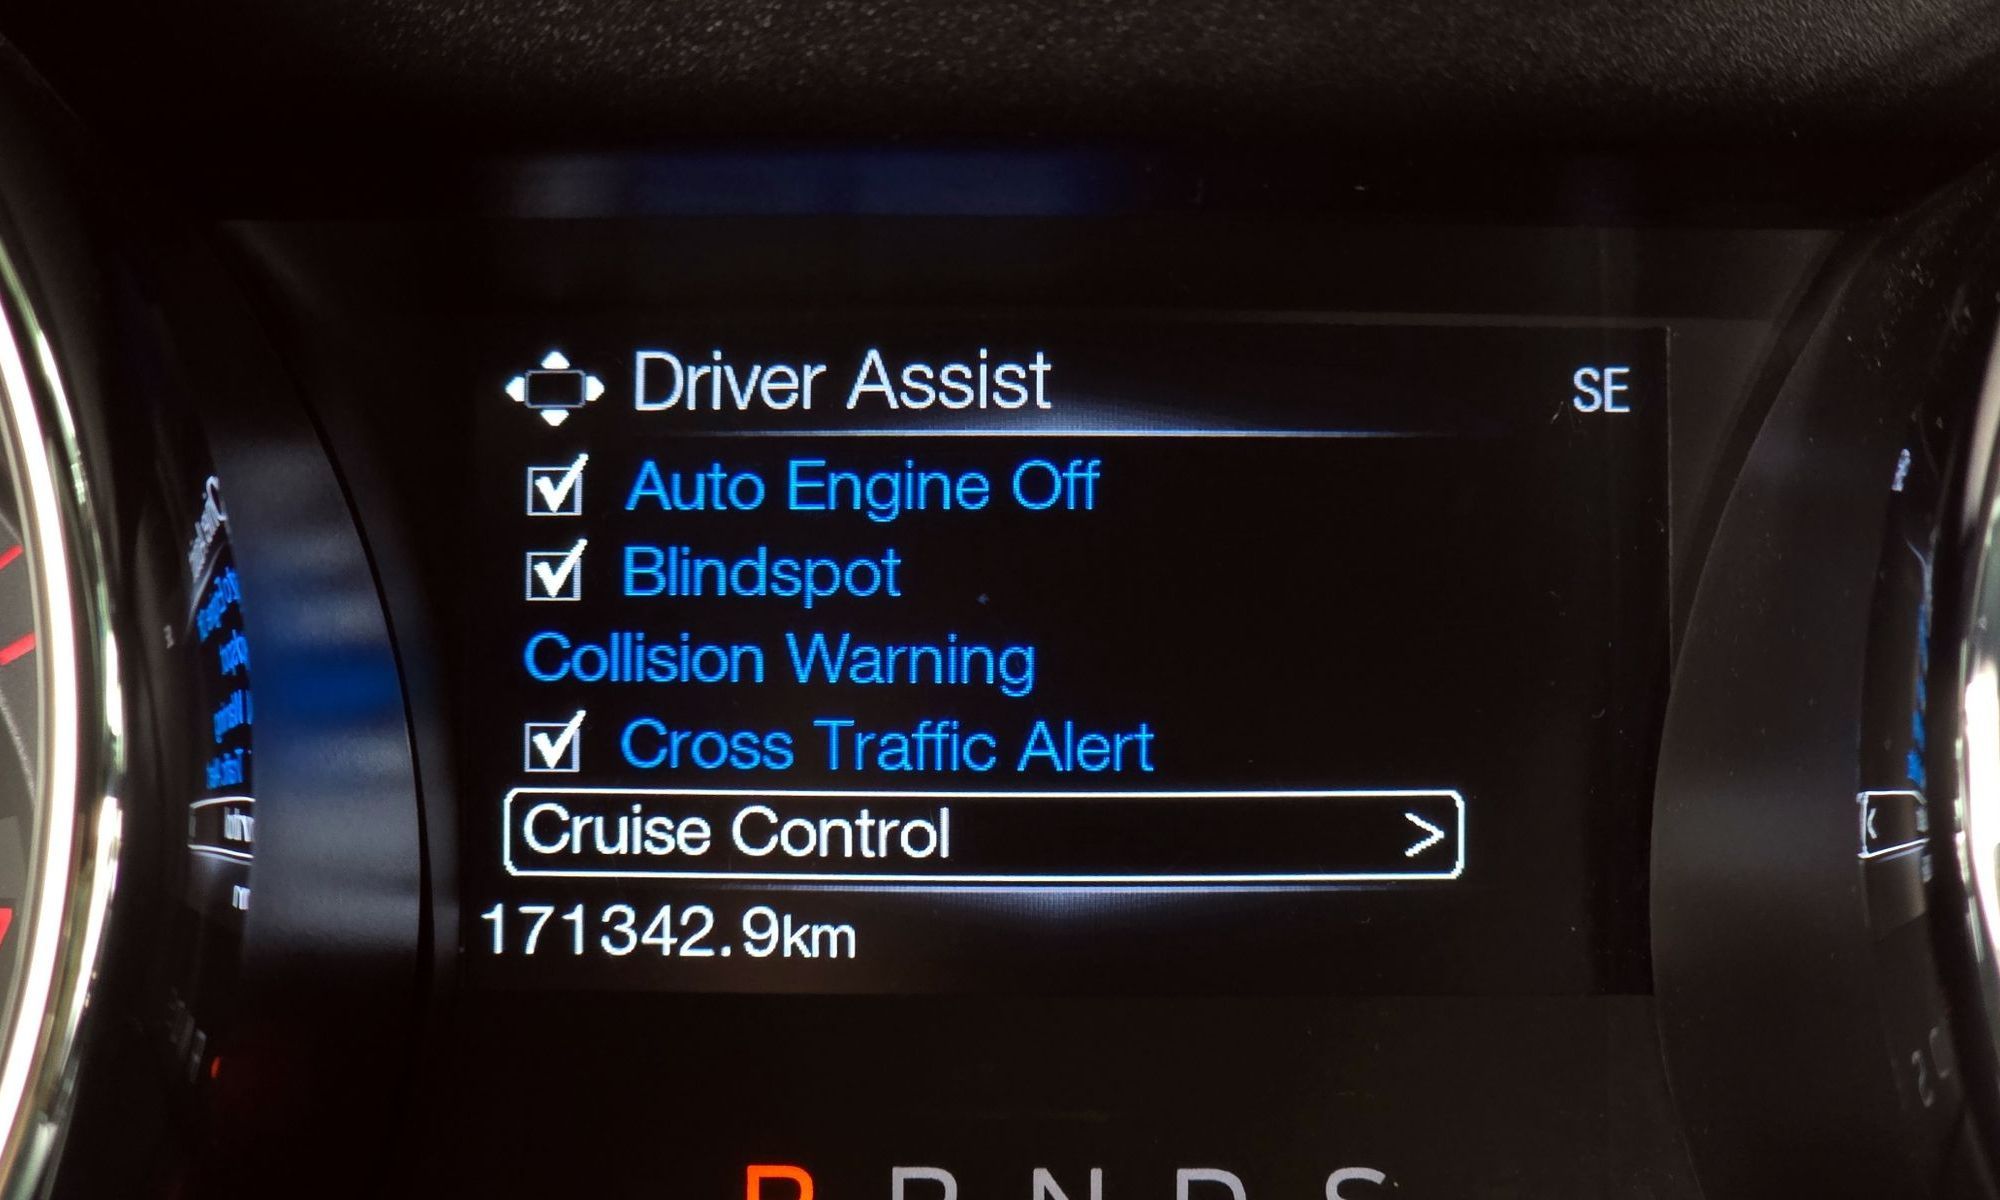 Driver Assist SE
Auto Engine Off
Blindspot
Collision Warning
Cross Traffic Alert
Cruise Control >
171342.9km
P R N D S